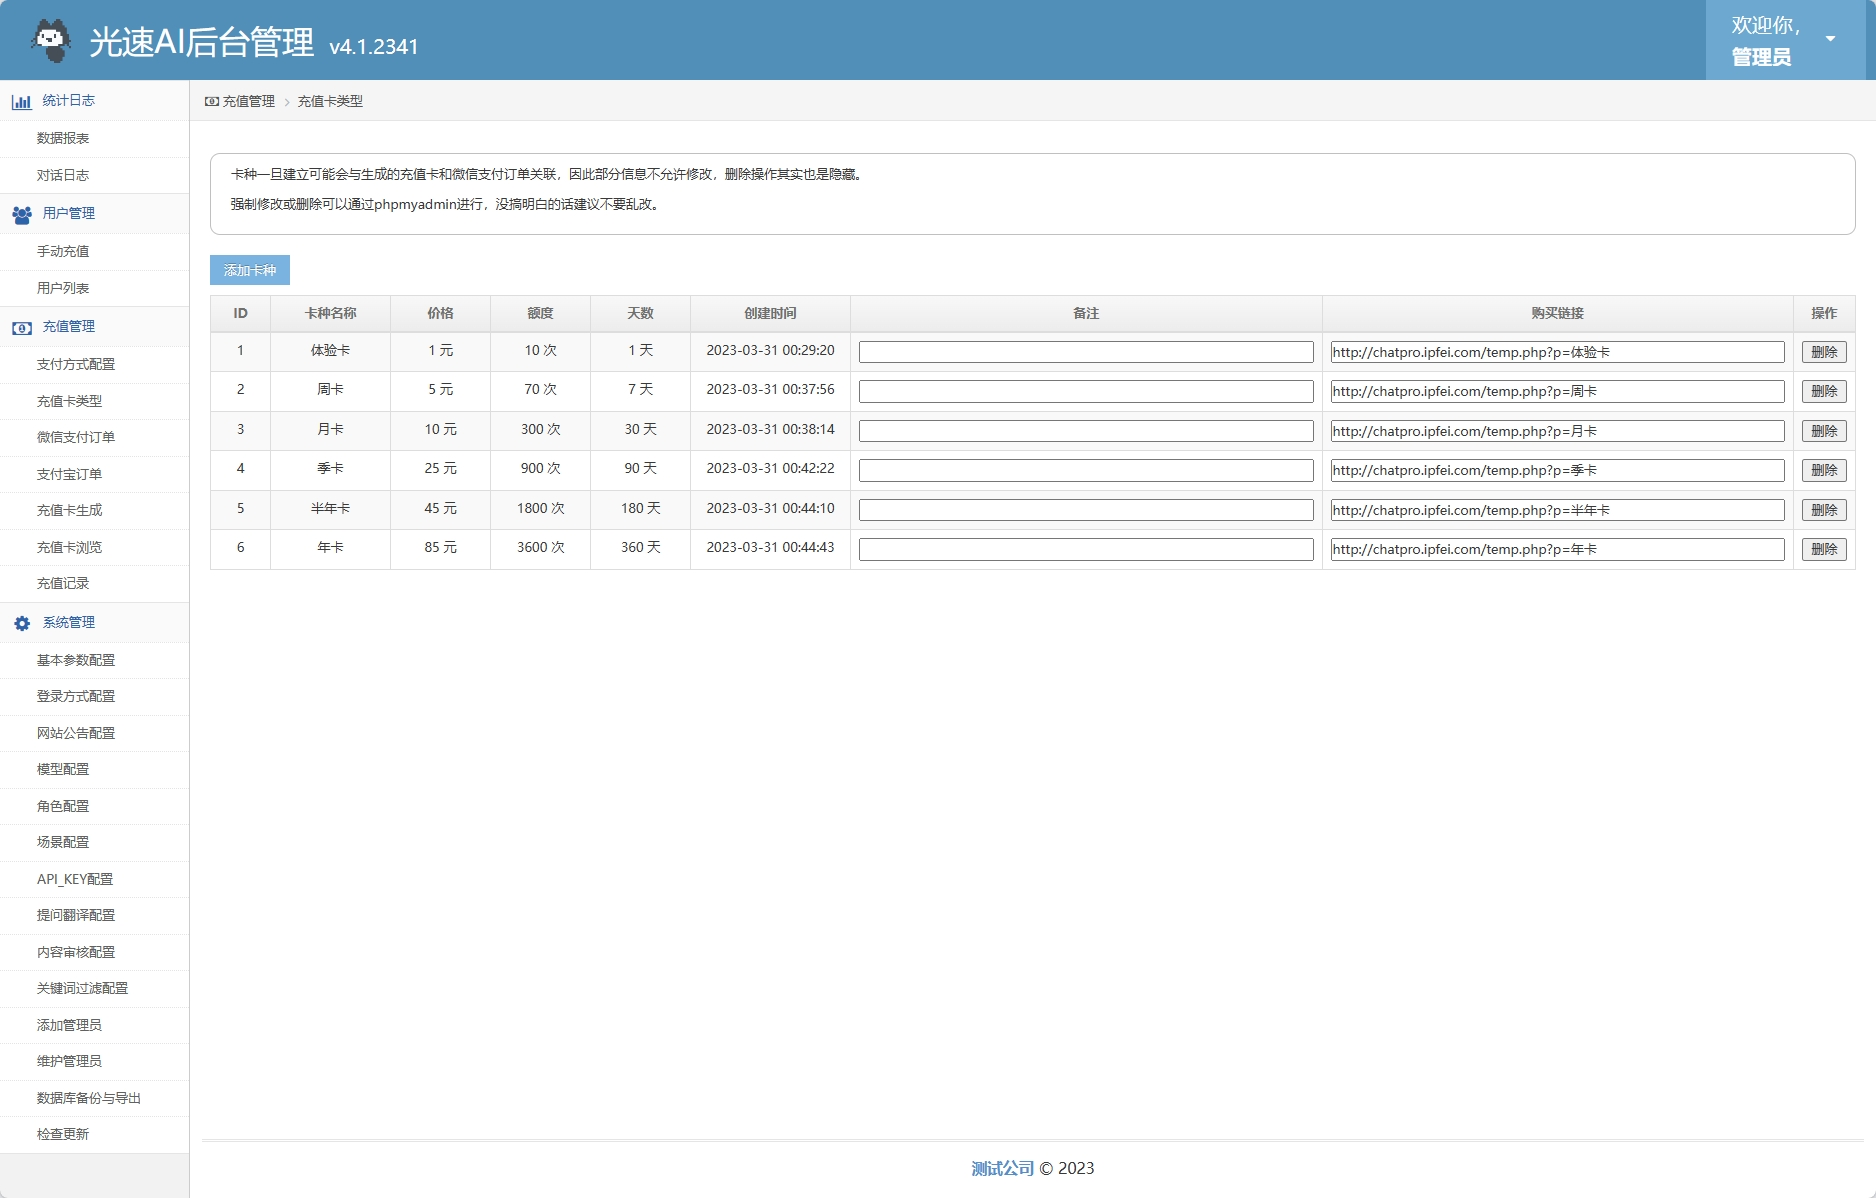 光速AI后台管理 v4.1.2341
欢迎你，
管理员
统计日志
数据报表
对话日志
用户管理
手动充值
用户列表
充值管理
支付方式配置
充值卡类型
微信支付订单
支付宝订单
充值卡生成
充值卡浏览
充值记录
系统管理
基本参数配置
登录方式配置
网站公告配置
模型配置
角色配置
场景配置
API_KEY配置
提问翻译配置
内容审核配置
关键词过滤配置
添加管理员
维护管理员
数据库备份与导出
检查更新
充值管理 > 充值卡类型
卡种一旦建立可能会与生成的充值卡和微信支付订单关联，因此部分信息不允许修改，删除操作其实也是隐藏。
强制修改或删除可以通过phpmyadmin进行，没搞明白的话建议不要乱改。
添加卡种
ID 卡种名称 价格 额度 天数 创建时间 备注 购买链接 操作
1 体验卡 1 元 10 次 1 天 2023-03-31 00:29:20 http://chatpro.ipfei.com/temp.php?p=体验卡 删除
2 周卡 5 元 70 次 7 天 2023-03-31 00:37:56 http://chatpro.ipfei.com/temp.php?p=周卡 删除
3 月卡 10 元 300 次 30 天 2023-03-31 00:38:14 http://chatpro.ipfei.com/temp.php?p=月卡 删除
4 季卡 25 元 900 次 90 天 2023-03-31 00:42:22 http://chatpro.ipfei.com/temp.php?p=季卡 删除
5 半年卡 45 元 1800 次 180 天 2023-03-31 00:44:10 http://chatpro.ipfei.com/temp.php?p=半年卡 删除
6 年卡 85 元 3600 次 360 天 2023-03-31 00:44:43 http://chatpro.ipfei.com/temp.php?p=年卡 删除
测试公司 © 2023